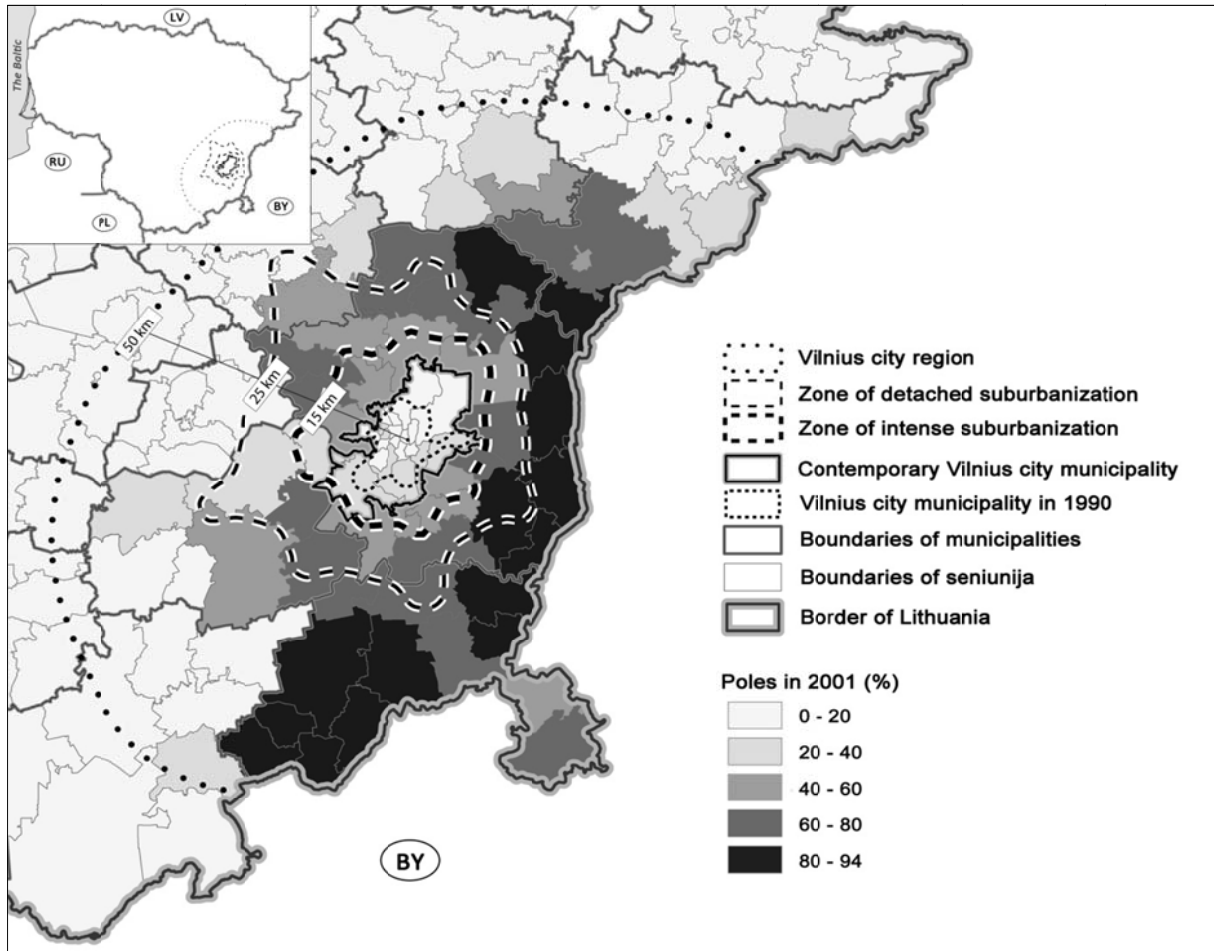 LV
The Baltic
RU
BY
PL
50 km
25 km
15 km
BY
Vilnius city region
Zone of detached suburbanization
Zone of intense suburbanization
Contemporary Vilnius city municipality
Vilnius city municipality in 1990
Boundaries of municipalities
Boundaries of seniunija
Border of Lithuania
Poles in 2001 (%)
0 - 20
20 - 40
40 - 60
60 - 80
80 - 94